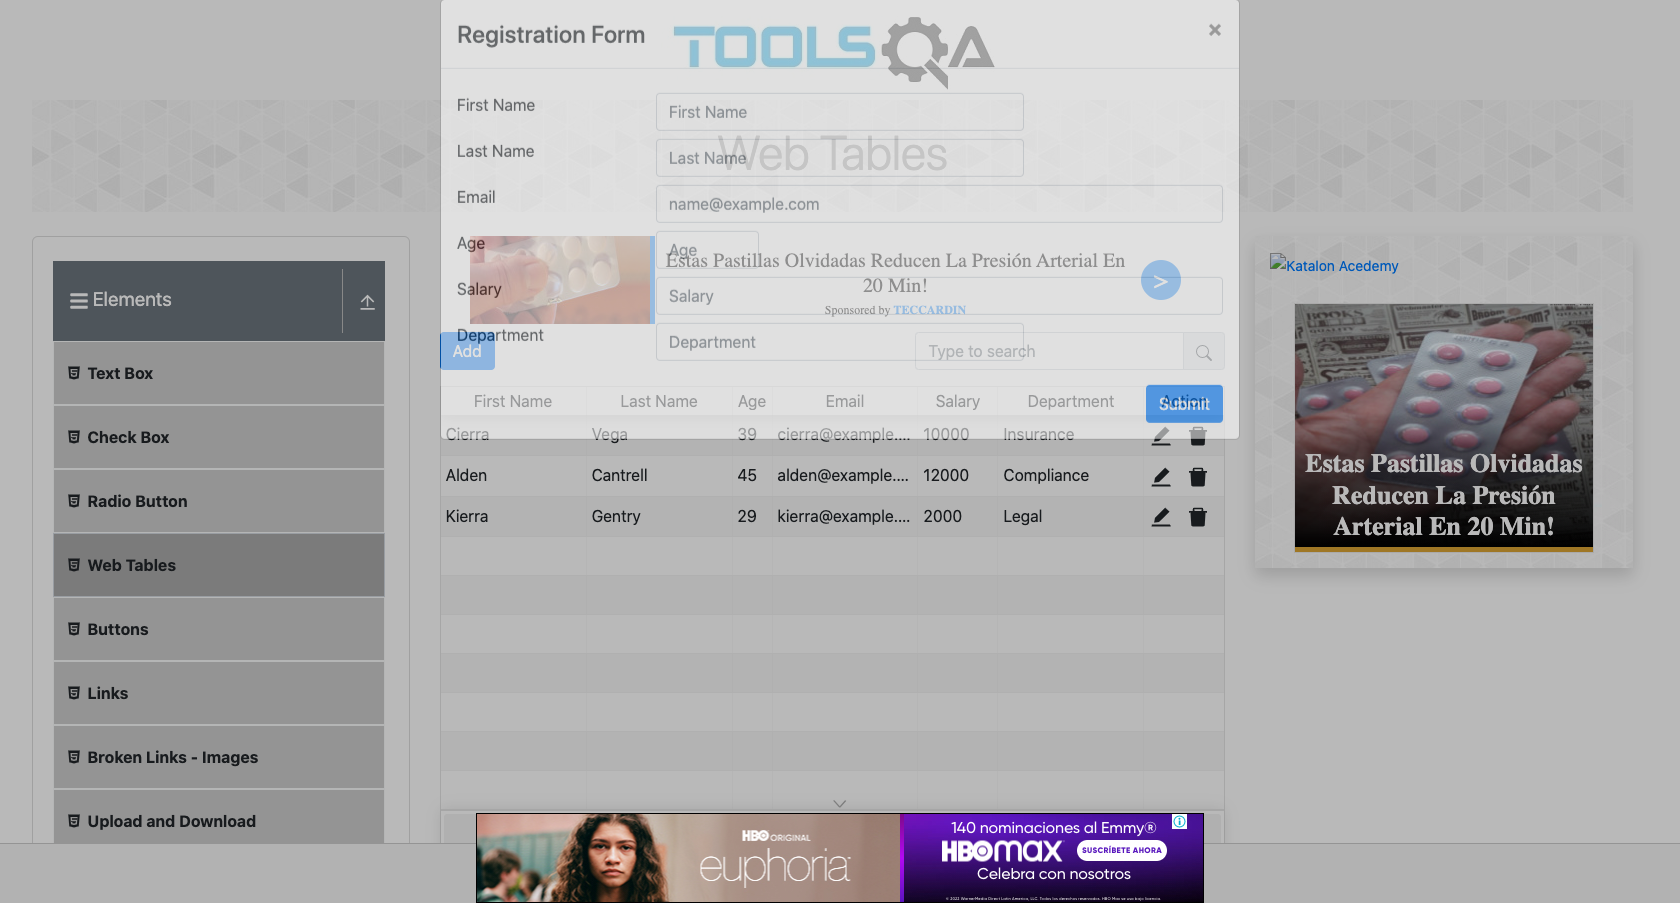 Registration Form
×
TOOLSQA
First Name
First Name
Last Name
Last Name
Web Tables
Email
name@example.com
Age
Age
Salary
Salary
Department
Department
Submit
Estas Pastillas Olvidadas Reducen La Presión Arterial En
20 Min!
Sponsored by TECCARDIN
>
Elements
Text Box
Check Box
Radio Button
Web Tables
Buttons
Links
Broken Links - Images
Upload and Download
Add
Type to search
First Name Last Name Age Email Salary Department Action
Cierra Vega 39 cierra@example.... 10000 Insurance
Alden Cantrell 45 alden@example.... 12000 Compliance
Kierra Gentry 29 kierra@example.... 2000 Legal
Katalon Acedemy
Estas Pastillas Olvidadas
Reducen La Presión
Arterial En 20 Min!
HBO ORIGINAL
euphoria
140 nominaciones al Emmy®
HBOMAX SUSCRÍBETE AHORA
Celebra con nosotros